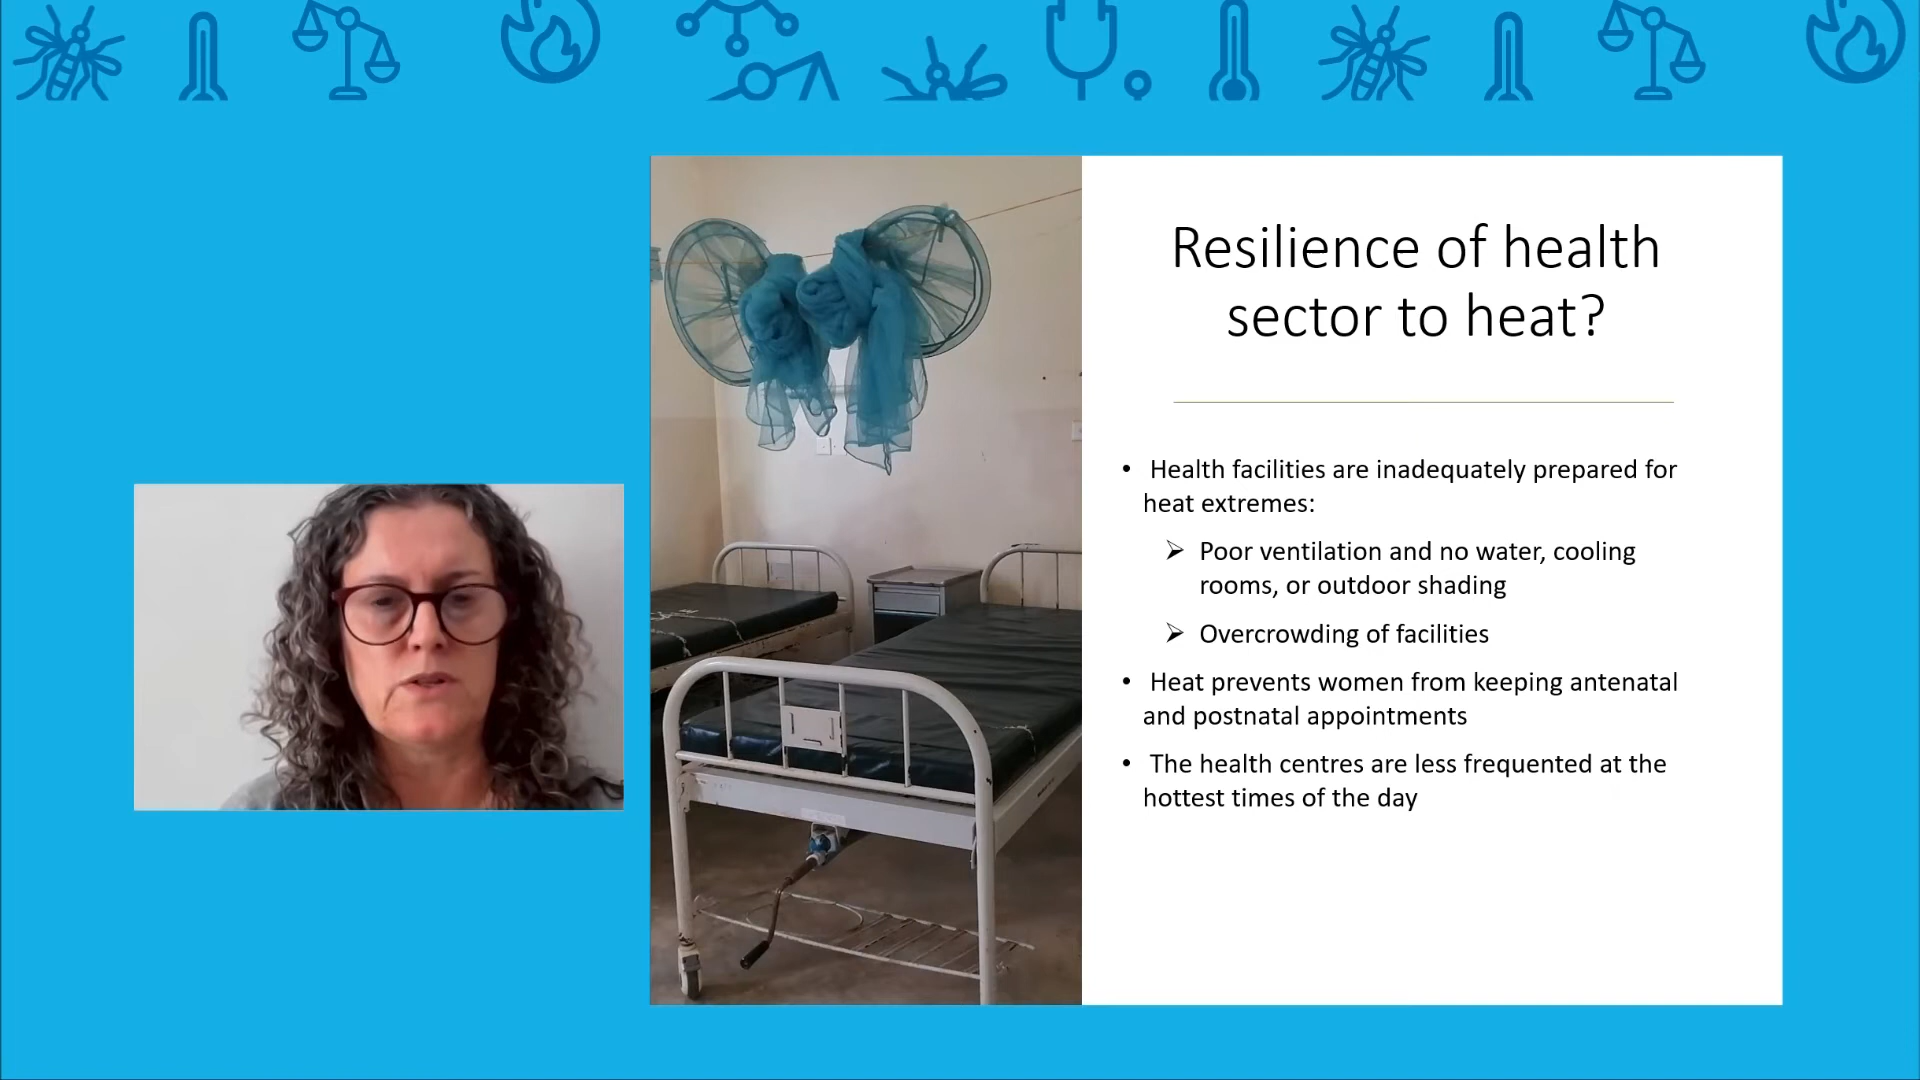 Resilience of health
sector to heat?
• Health facilities are inadequately prepared for
heat extremes:
➢ Poor ventilation and no water, cooling
rooms, or outdoor shading
➢ Overcrowding of facilities
• Heat prevents women from keeping antenatal
and postnatal appointments
• The health centres are less frequented at the
hottest times of the day